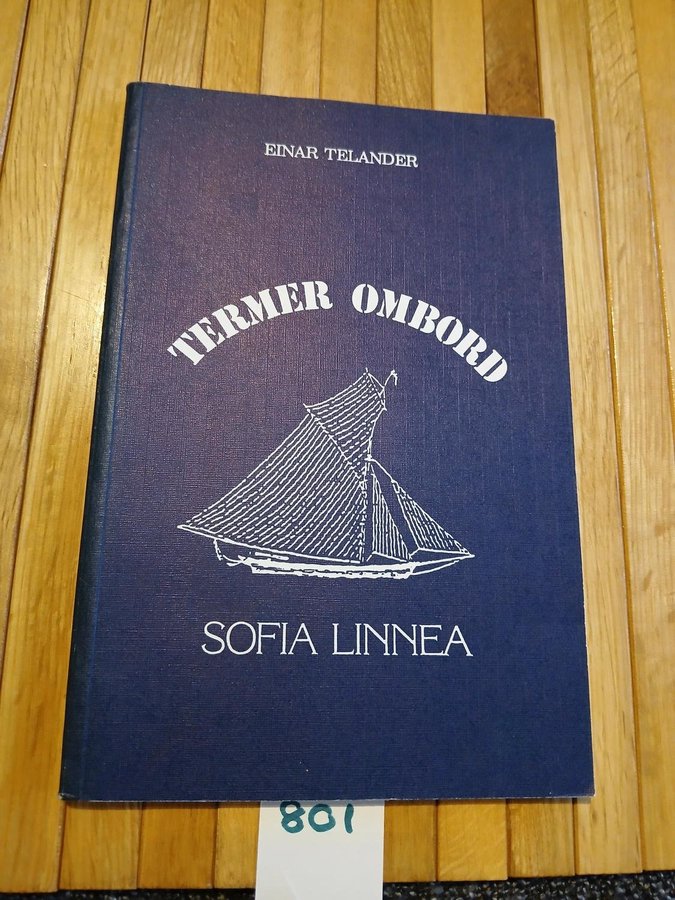 EINAR TELANDER
TERMER OMBORD
SOFIA LINNEA
801